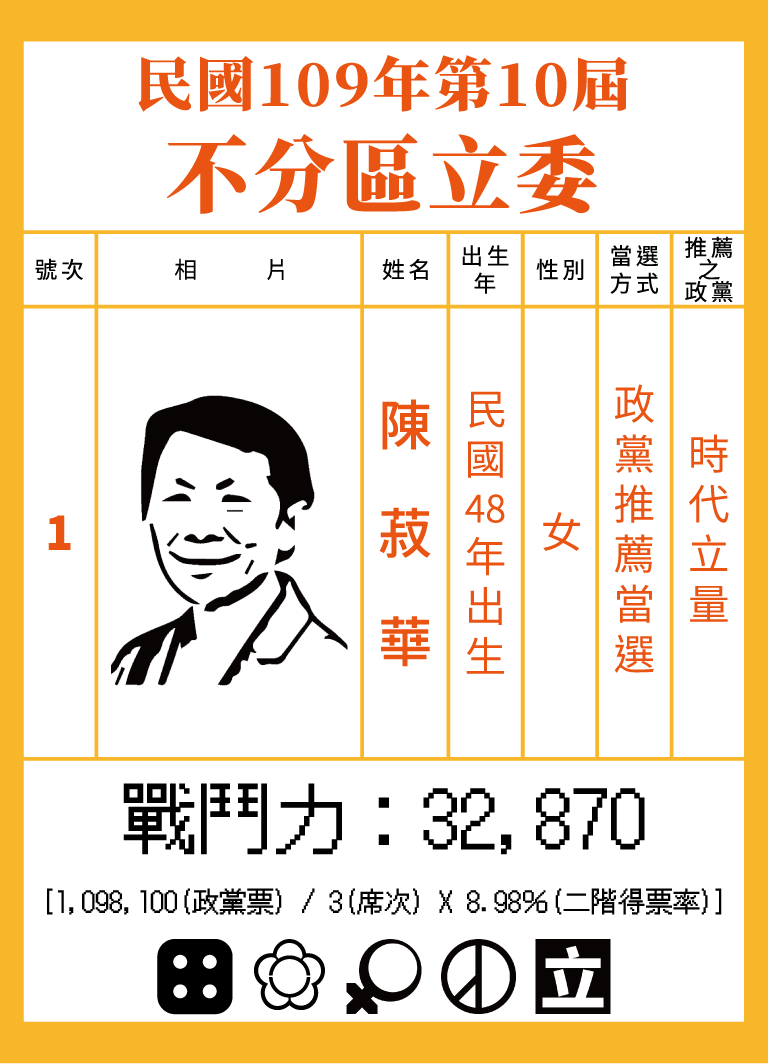 民國109年第10屆
不分區立委
號次
相 片
姓名
出生
年
性別
當選
方式
推薦
之
政黨
1
陳菽華
民國48年出生
女
政黨推薦當選
時代立量
戰鬥力：32,870
[1,098,100(政黨票) / 3(席次) X 8.98%(二階得票率)]
立